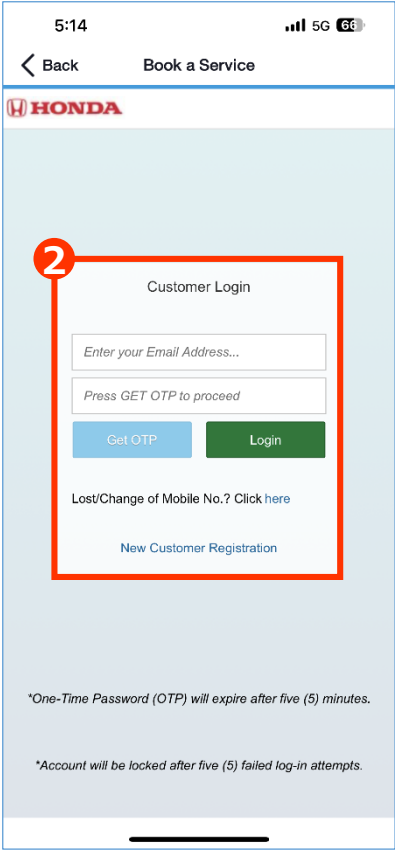 5:14 5G 66
Back Book a Service
HONDA
2
Customer Login
Enter your Email Address...
Press GET OTP to proceed
Get OTP Login
Lost/Change of Mobile No.? Click here
New Customer Registration
*One-Time Password (OTP) will expire after five (5) minutes.
*Account will be locked after five (5) failed log-in attempts.